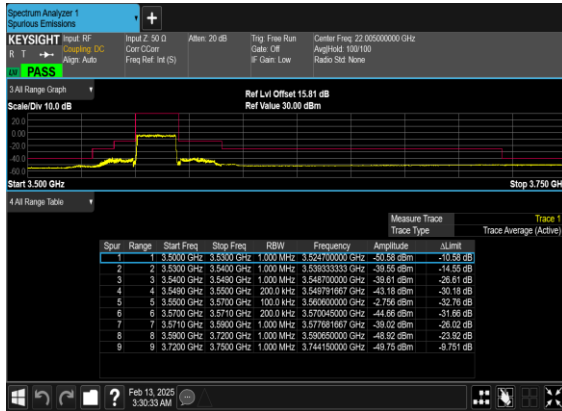 Spectrum Analyzer 1
Spurious Emissions
+
KEYSIGHT Input: RF Input Z: 50 Ω Atten: 20 dB Trig: Free Run Center Freq: 22.005000000 GHz
R T Coupling: DC Corr CCorr Gate: Off Avg|Hold: 100/100
Align: Auto Freq Ref: Int (S) IF Gain: Low Radio Std: None
LU PASS
3 All Range Graph
Ref Lvl Offset 15.81 dB
Scale/Div 10.0 dB Ref Value 30.00 dBm
20.0
0.00
-20.0
-40.0
-60.0
Start 3.500 GHz Stop 3.750 GH
4 All Range Table
Measure Trace Trace 1
Trace Type Trace Average (Active)
Spur Range Start Freq Stop Freq RBW Frequency Amplitude ΔLimit
1 1 3.5000 GHz 3.5300 GHz 1.000 MHz 3.524700000 GHz -50.58 dBm -10.58 dB
2 2 3.5300 GHz 3.5400 GHz 1.000 MHz 3.539333333 GHz -39.55 dBm -14.55 dB
3 3 3.5400 GHz 3.5490 GHz 1.000 MHz 3.548700000 GHz -39.61 dBm -26.61 dB
4 4 3.5490 GHz 3.5500 GHz 200.0 kHz 3.549791667 GHz -43.18 dBm -30.18 dB
5 5 3.5500 GHz 3.5700 GHz 100.0 kHz 3.560600000 GHz -2.756 dBm -32.76 dB
6 6 3.5700 GHz 3.5710 GHz 200.0 kHz 3.570045000 GHz -44.66 dBm -31.66 dB
7 7 3.5710 GHz 3.5900 GHz 1.000 MHz 3.577681667 GHz -39.02 dBm -26.02 dB
8 8 3.5900 GHz 3.7200 GHz 1.000 MHz 3.590650000 GHz -48.92 dBm -23.92 dB
9 9 3.7200 GHz 3.7500 GHz 1.000 MHz 3.744150000 GHz -49.75 dBm -9.751 dB
? Feb 13, 2025
3:30:33 AM